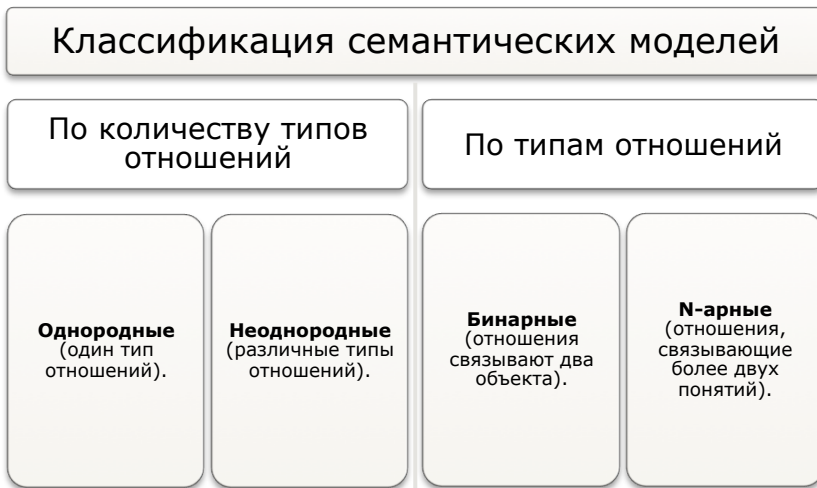 Классификация семантических моделей
По количеству типов
отношений
По типам отношений
Однородные
(один тип
отношений).
Неоднородные
(различные типы
отношений).
Бинарные
(отношения
связывают два
объекта).
N-арные
(отношения,
связывающие
более двух
понятий).